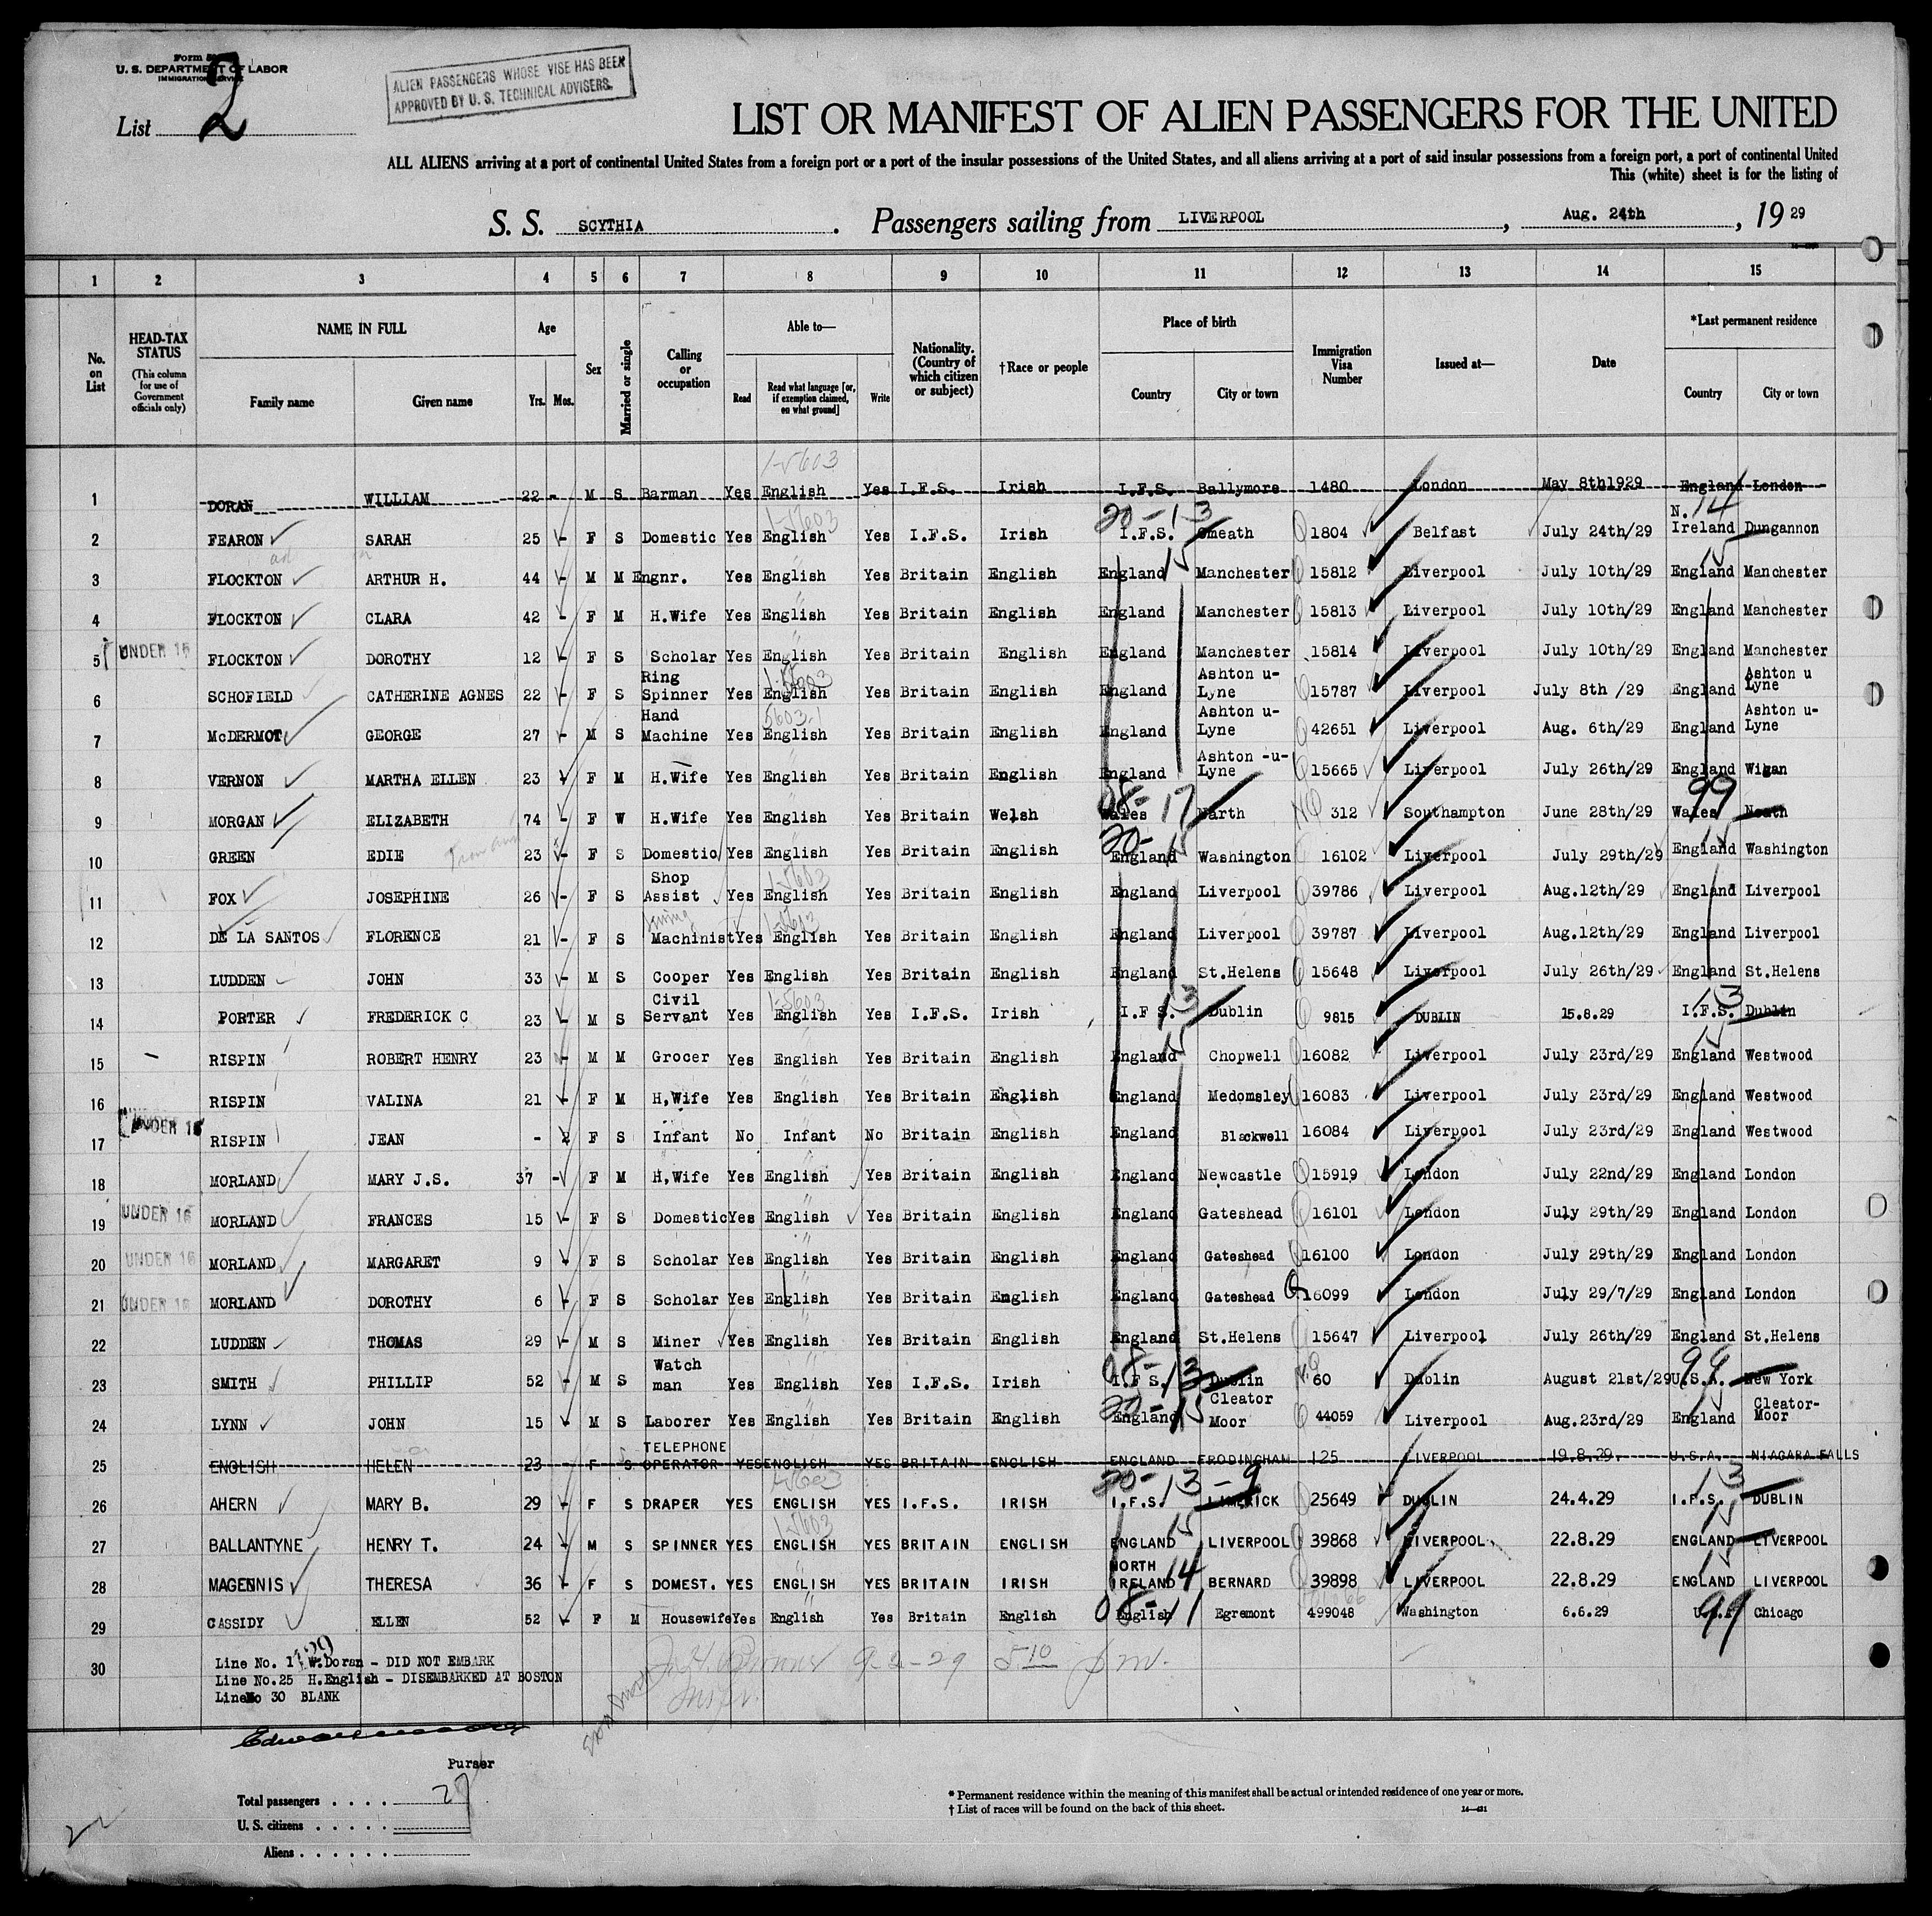 Form
U. S. DEPARTMENT OF LABOR
IMMIGRATION SERVICE
List 2
ALIEN PASSENGERS WHOSE VISE HAS BEEN
APPROVED BY U. S. TECHNICAL ADVISERS.
LIST OR MANIFEST OF ALIEN PASSENGERS FOR THE UNITED
ALL ALIENS arriving at a port of continental United States from a foreign port or a port of the insular possessions of the United States, and all aliens arriving at a port of said insular possessions from a foreign port, a port of continental United
This (white) sheet is for the listing of
S. S. SCYTHIA. Passengers sailing from LIVERPOOL, Aug. 24th, 19 29
1 2 3 4 5 6 7 8 9 10 11 12 13 14 15
No. on List
HEAD-TAX STATUS (This column for use of Government officials only)
NAME IN FULL Family name Given name
Age Yrs. Mos.
Sex
Married or single
Calling or occupation
Able to— Read Read what language [or, if exemption claimed, on what ground] Write
Nationality. (Country of which citizen or subject)
†Race or people
Place of birth Country City or town
Immigration Visa Number
Issued at—
Date
*Last permanent residence Country City or town
1 DORAN WILLIAM 22 - M S Barman Yes English Yes I.F.S. Irish I.F.S. Ballymore 1480 London May 8th1929 England London
2 FEARON SARAH 25 - F S Domestic Yes English Yes I.F.S. Irish I.F.S. Omeath 1804 Belfast July 24th/29 N. Ireland Dungannon
3 FLOCKTON ARTHUR H. 44 - M M Engnr. Yes English Yes Britain English England Manchester 15812 Liverpool July 10th/29 England Manchester
4 FLOCKTON CLARA 42 - F M H.Wife Yes English Yes Britain English England Manchester 15813 Liverpool July 10th/29 England Manchester
5 UNDER 16 FLOCKTON DOROTHY 12 - F S Scholar Yes English Yes Britain English England Manchester 15814 Liverpool July 10th/29 England Manchester
6 SCHOFIELD CATHERINE AGNES 22 - F S Ring Spinner Yes English Yes Britain English England Ashton u-Lyne 15787 Liverpool July 8th /29 England Ashton u Lyne
7 McDERMOT GEORGE 27 - M S Hand Machine Yes English Yes Britain English England Ashton u-Lyne 42651 Liverpool Aug. 6th/29 England Ashton u-Lyne
8 VERNON MARTHA ELLEN 23 - F M H.Wife Yes English Yes Britain English England Ashton -u-Lyne 15665 Liverpool July 26th/29 England Wigan
9 MORGAN ELIZABETH 74 - F W H.Wife Yes English Yes Britain Welsh Wales 312 Southampton June 28th/29 Wales Neath
10 GREEN EDIE 23 - F S Domestic Yes English Yes Britain English England Washington 16102 Liverpool July 29th/29 England Washington
11 FOX JOSEPHINE 26 - F S Shop Assist Yes English Yes Britain English England Liverpool 39786 Liverpool Aug.12th/29 England Liverpool
12 DE LA SANTOS FLORENCE 21 - F S Machinist Yes English Yes Britain English England Liverpool 39787 Liverpool Aug.12th/29 England Liverpool
13 LUDDEN JOHN 33 - M S Cooper Yes English Yes Britain English England St.Helens 15648 Liverpool July 26th/29 England St.Helens
14 PORTER FREDERICK C 23 - M S Civil Servant Yes English Yes I.F.S. Irish I.F S. Dublin 9815 DUBLIN 15.8.29 I.F.S. Dublin
15 RISPIN ROBERT HENRY 23 - M M Grocer Yes English Yes Britain English England Chopwell 16082 Liverpool July 23rd/29 England Westwood
16 RISPIN VALINA 21 - F M H,Wife Yes English Yes Britain English England Medomsley 16083 Liverpool July 23rd/29 England Westwood
17 UNDER 16 RISPIN JEAN - 2 F S Infant No Infant No Britain English England Blackwell 16084 Liverpool July 23rd/29 England Westwood
18 MORLAND MARY J.S. 37 - F M H,Wife Yes English Yes Britain English England Newcastle 15919 London July 22nd/29 England London
19 UNDER 16 MORLAND FRANCES 15 - F S Domestic Yes English Yes Britain English England Gateshead 16101 London July 29th/29 England London
20 UNDER 16 MORLAND MARGARET 9 - F S Scholar Yes English Yes Britain English England Gateshead 16100 London July 29th/29 England London
21 UNDER 16 MORLAND DOROTHY 6 - F S Scholar Yes English Yes Britain English England Gateshead 16099 London July 29/7/29 England London
22 LUDDEN THOMAS 29 - M S Miner Yes English Yes Britain English England St.Helens 15647 Liverpool July 26th/29 England St.Helens
23 SMITH PHILLIP 52 - M S Watch man Yes English Yes I.F.S. Irish I.F S. Dublin 60 Dublin August 21st/29 U.S.A. New York
24 LYNN JOHN 15 - M S Laborer Yes English Yes Britain English England Cleator Moor 44059 Liverpool Aug.23rd/29 England Cleator-Moor
25 ENGLISH HELEN 23 - F S TELEPHONE OPERATOR YES ENGLISH YES BRITAIN ENGLISH ENGLAND FRODINGHAM 125 LIVERPOOL 19.8.29. U.S.A. NIAGARA FALLS
26 AHERN MARY B. 29 - F S DRAPER YES ENGLISH YES I.F.S. IRISH I.F.S. LIMERICK 25649 DUBLIN 24.4.29 I.F.S. DUBLIN
27 BALLANTYNE HENRY T. 24 - M S SPINNER YES ENGLISH YES BRITAIN ENGLISH ENGLAND LIVERPOOL 39868 LIVERPOOL. 22.8.29 ENGLAND LIVERPOOL
28 MAGENNIS THERESA 36 - F S DOMEST. YES ENGLISH YES BRITAIN IRISH NORTH IRELAND BERNARD 39898 LIVERPOOL 22.8.29 ENGLAND LIVERPOOL
29 CASSIDY ELLEN 52 - F M Housewife Yes English Yes Britain English English Egremont 499048 Washington 6.6.29 Chicago
30 Line No. 1 W.Doran - DID NOT EMBARK
Line No.25 H.English - DISEMBARKED AT BOSTON
LineNo 30 BLANK
9-2-29 5 10 pm.
Purser
Total passengers . . . . 27
U. S. citizens . . . . .
Aliens . . . . . .
* Permanent residence within the meaning of this manifest shall be actual or intended residence of one year or more.
† List of races will be found on the back of this sheet.